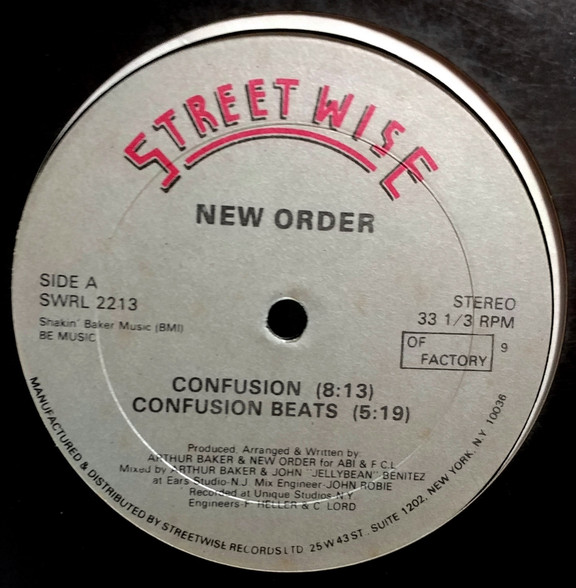 STREET WISE
NEW ORDER
SIDE A
SWRL 2213
Shakin' Baker Music (BMI)
BE MUSIC
STEREO
33 1/3 RPM
OF
FACTORY
9
CONFUSION (8:13)
CONFUSION BEATS (5:19)
Produced, Arranged & Written by:
ARTHUR BAKER & NEW ORDER for ABI & F.C.L.
Mixed by ARTHUR BAKER & JOHN "JELLYBEAN" BENITEZ
at Ears Studio-N.J. Mix Engineer-JOHN ROBIE
Recorded at Unique Studios-N.Y.
Engineers-F. HELLER & C. LORD
MANUFACTURED & DISTRIBUTED BY STREETWISE RECORDS LTD. 25 W 43 ST., SUITE 1202, NEW YORK, N.Y. 10036